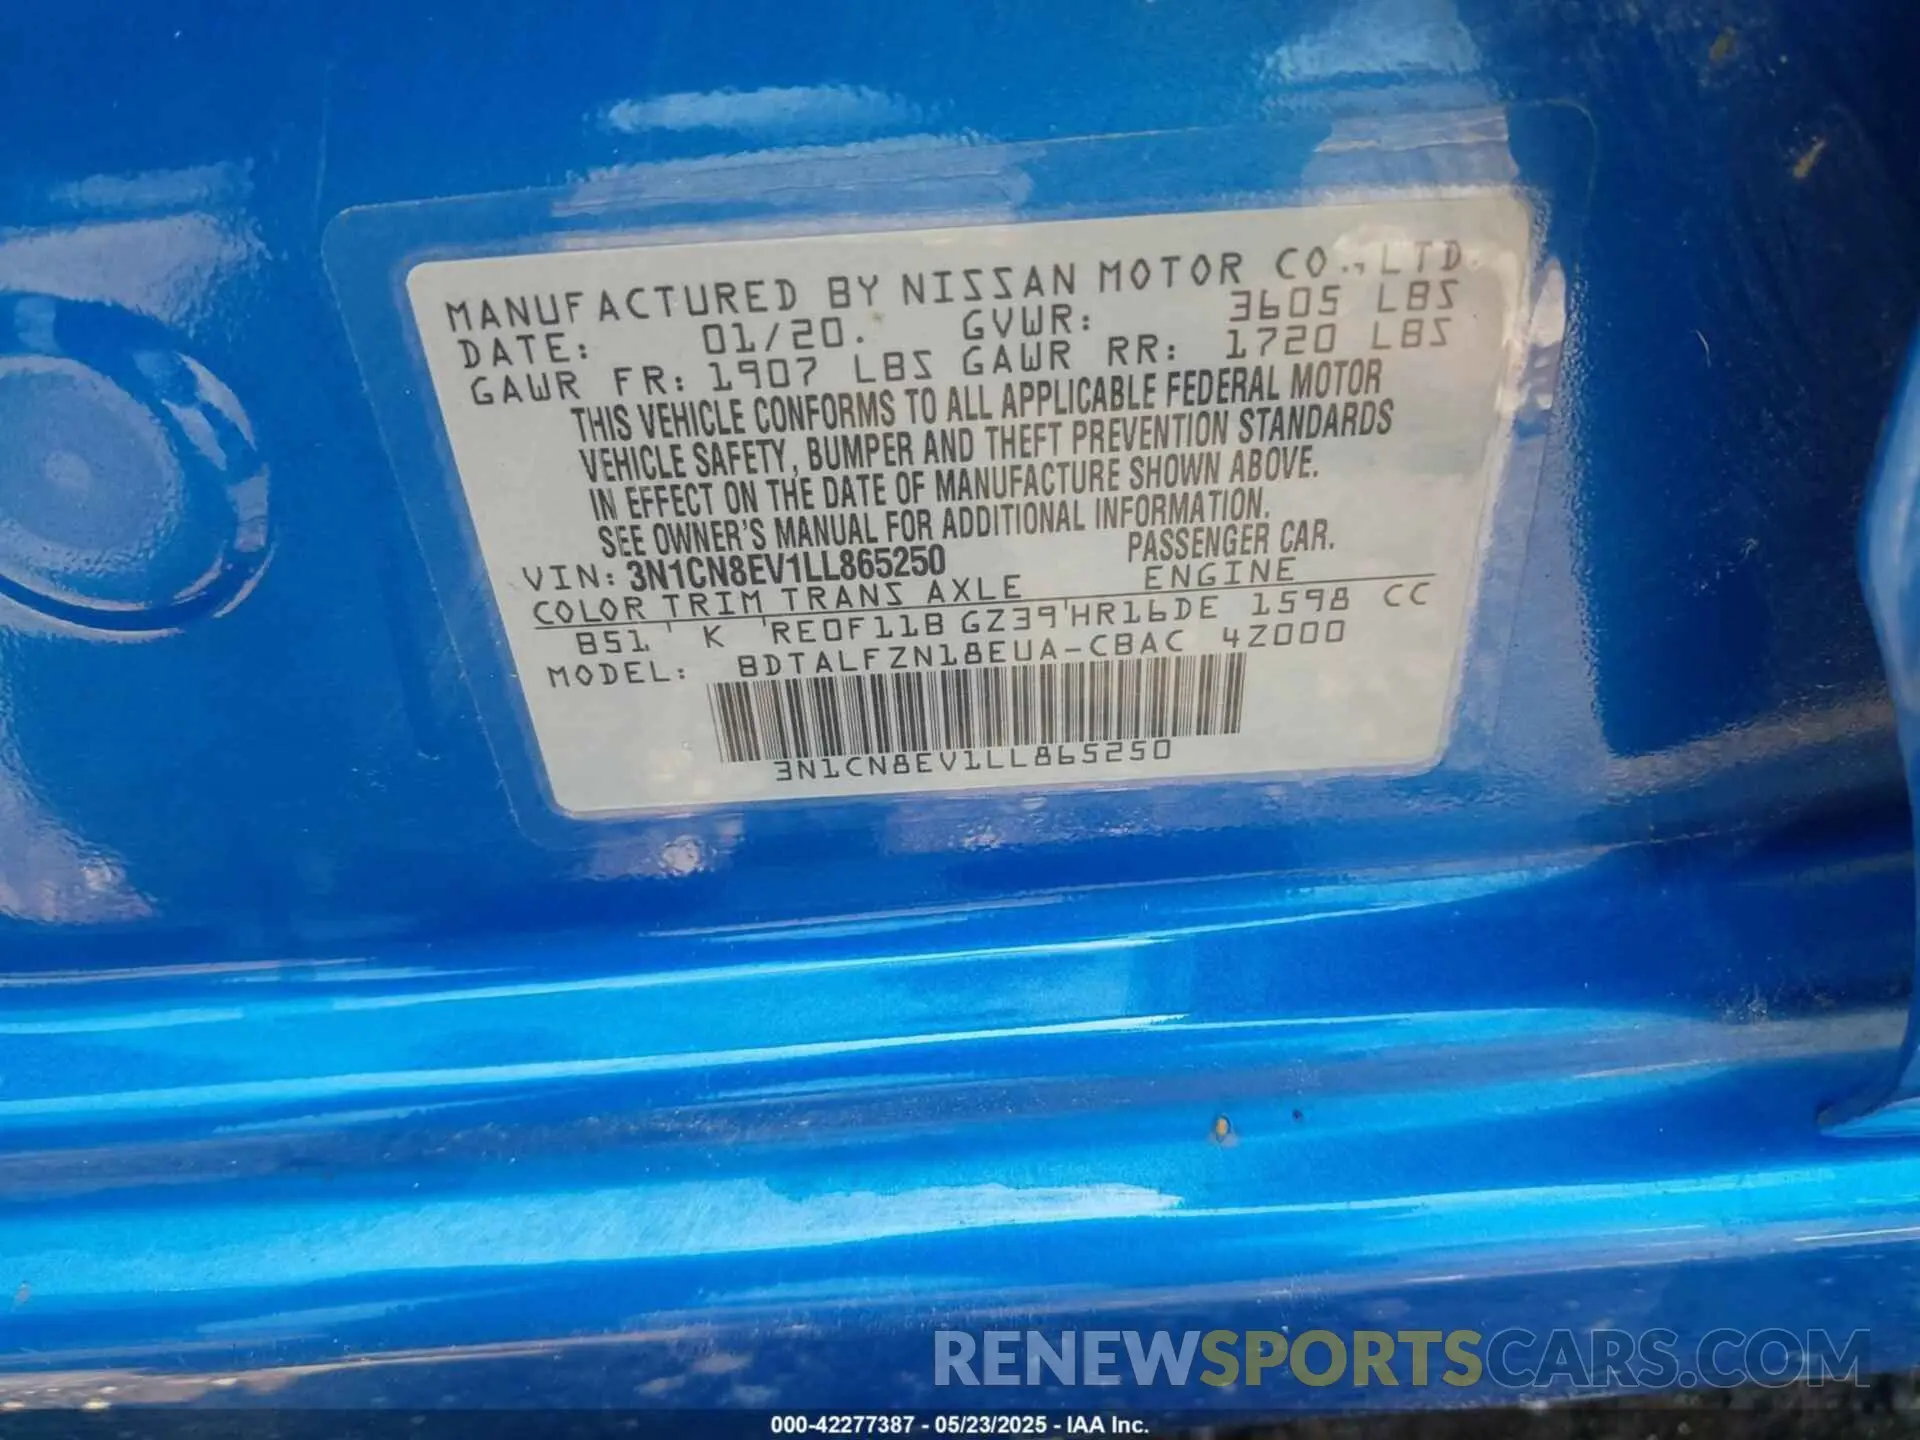 MANUFACTURED BY NISSAN MOTOR CO., LTD.
DATE: 01/20. GVWR: 3605 LBS
GAWR FR: 1907 LBS GAWR RR: 1720 LBS
THIS VEHICLE CONFORMS TO ALL APPLICABLE FEDERAL MOTOR
VEHICLE SAFETY, BUMPER AND THEFT PREVENTION STANDARDS
IN EFFECT ON THE DATE OF MANUFACTURE SHOWN ABOVE.
SEE OWNER'S MANUAL FOR ADDITIONAL INFORMATION.
VIN: 3N1CN8EV1LL865250 PASSENGER CAR.
COLOR TRIM TRANS AXLE ENGINE
B51 K RE0F11B GZ39 HR16DE 1598 CC
MODEL: BDTALFZN18EUA-CBAC 4Z000
3N1CN8EV1LL865250
RENEWSPORTSCARS.COM
000-42277387 - 05/23/2025 - IAA Inc.